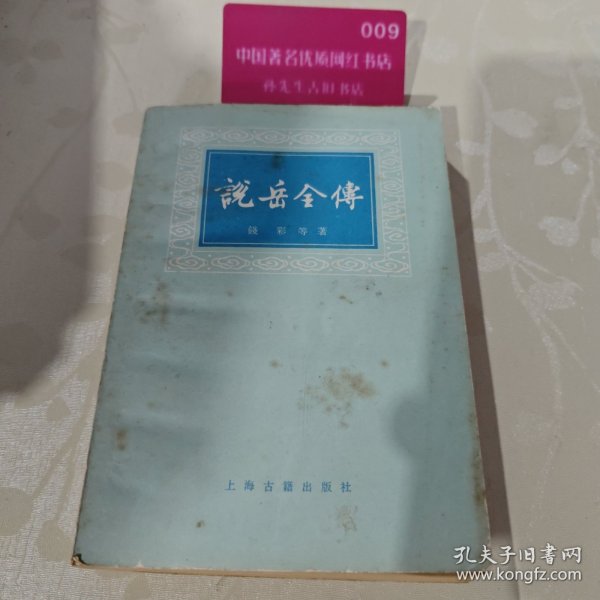 009
中国著名优质网红书店
孙先生古旧书店
說岳全傳
錢彩等著
上海古籍出版社
孔夫子旧书网
www.kongfz.com